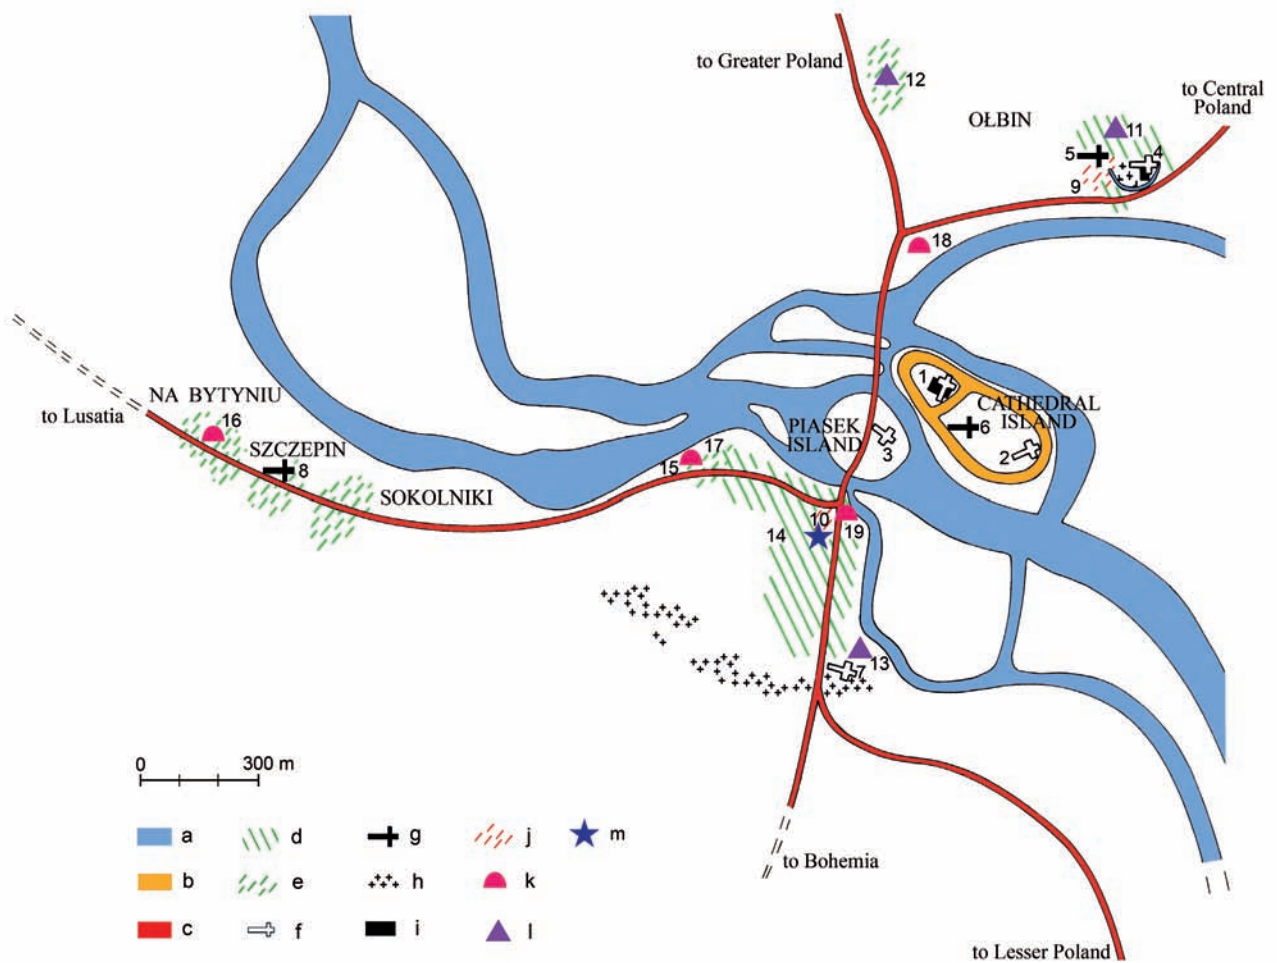 to Greater Poland
12
to Central
Poland
OŁBIN
11
5
4
9
18
NA BYTYNIU
to Lusatia
16
SZCZEPIN
8
SOKOLNIKI
17
15
PIASEK
ISLAND
3
1
CATHEDRAL
ISLAND
6
2
10
19
14
13
7
0 300 m
a d g j m
b e h k
c f i l
to Bohemia
to Lesser Poland